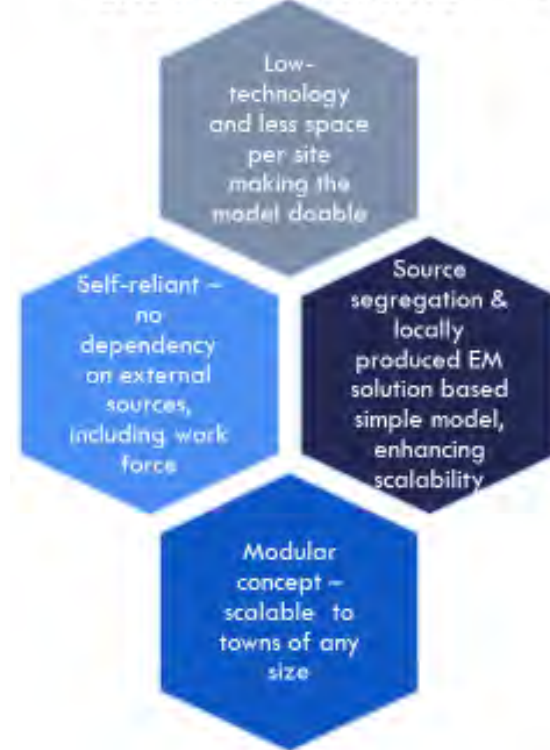 Low-
technology
and less space
per site
making the
model doable
Self-reliant –
no
dependency
on external
sources,
including work
force
Source
segregation &
locally
produced EM
solution based
simple model,
enhancing
scalability
Modular
concept –
scalable to
towns of any
size